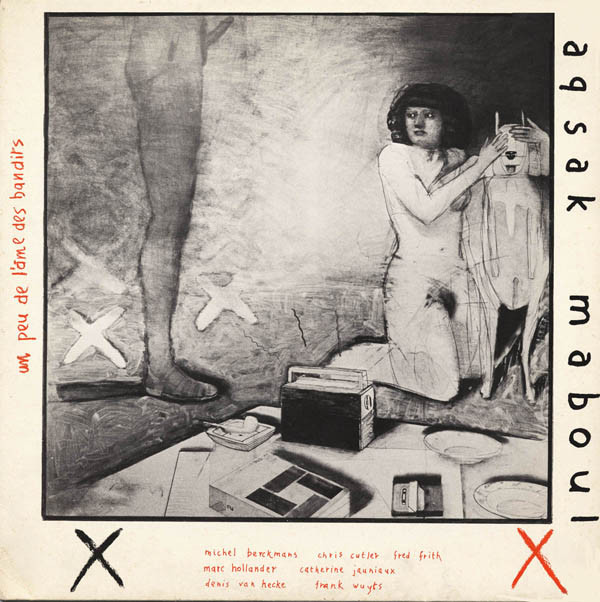 un peu de l'âme des bandits
aqsak maboul
michel berckmans chris cutler fred frith
marc hollander catherine jauniaux
denis van hecke frank wuyts